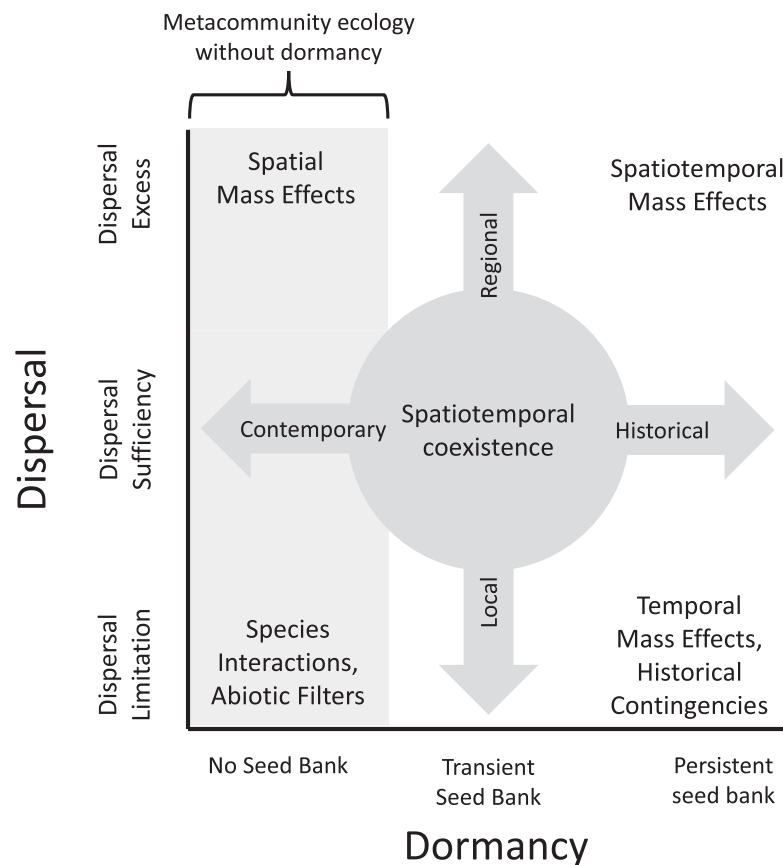 Metacommunity ecology
without dormancy
Dispersal
Excess
Spatial
Mass Effects
Regional
Spatiotemporal
Mass Effects
Dispersal
Dispersal
Sufficiency
Contemporary
Spatiotemporal
coexistence
Historical
Dispersal
Limitation
Species
Interactions,
Abiotic Filters
Local
Temporal
Mass Effects,
Historical
Contingencies
No Seed Bank
Transient
Seed Bank
Persistent
seed bank
Dormancy